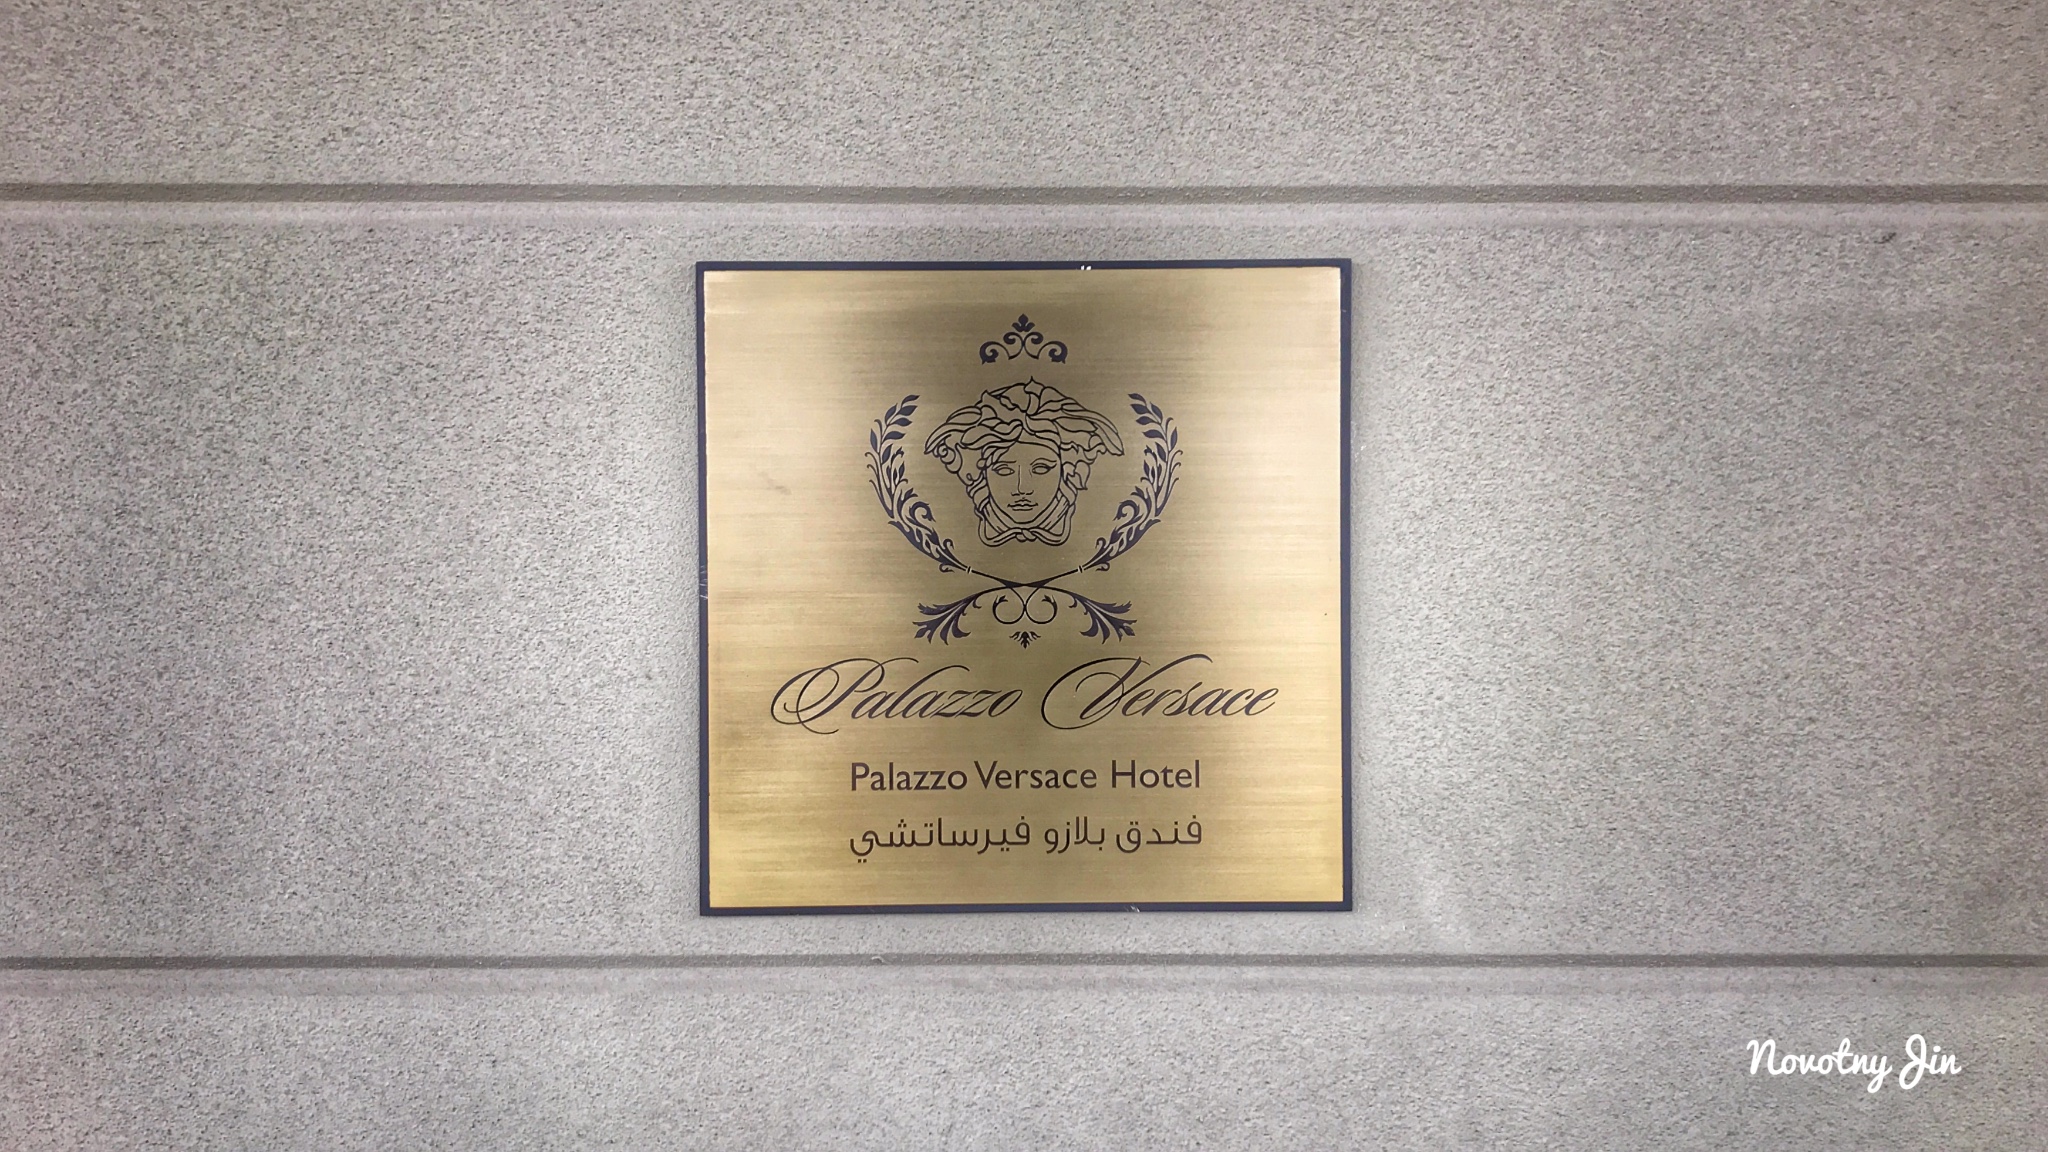 Palazzo Versace
Palazzo Versace Hotel
فندق بلازو فيرساتشي
Novotny Jin